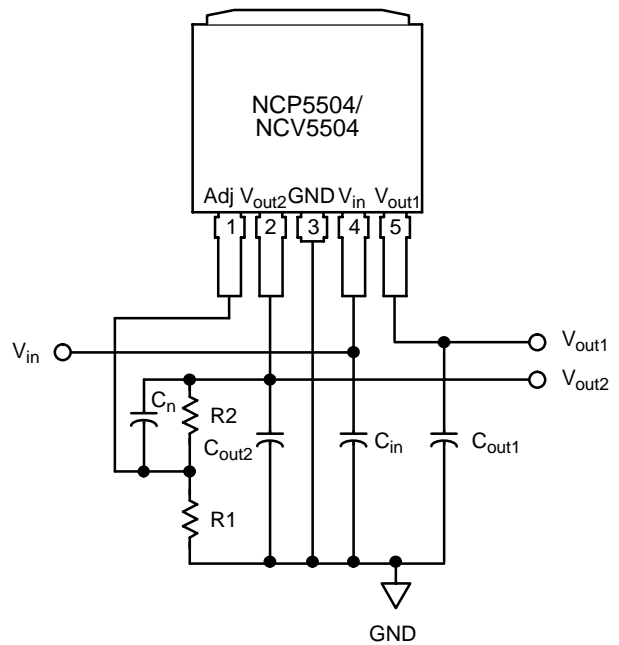 NCP5504/
NCV5504
Adj Vout2 GND Vin Vout1
1 2 3 4 5
Vin
Vout1
Vout2
Cn
R2
Cout2
Cin
Cout1
R1
GND